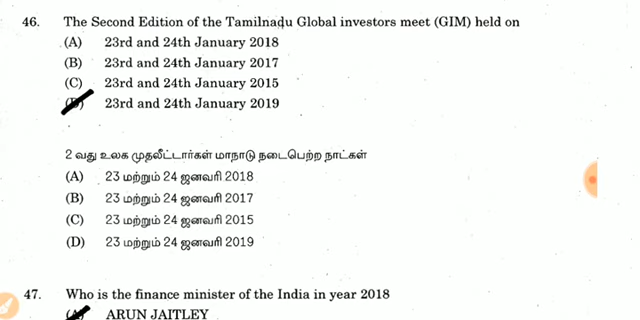 46. The Second Edition of the Tamilnadu Global investors meet (GIM) held on
(A) 23rd and 24th January 2018
(B) 23rd and 24th January 2017
(C) 23rd and 24th January 2015
(D) 23rd and 24th January 2019
2 வது உலக முதலீட்டார்கள் மாநாடு நடைபெற்ற நாட்கள்
(A) 23 மற்றும் 24 ஜனவரி 2018
(B) 23 மற்றும் 24 ஜனவரி 2017
(C) 23 மற்றும் 24 ஜனவரி 2015
(D) 23 மற்றும் 24 ஜனவரி 2019
47. Who is the finance minister of the India in year 2018
(A) ARUN JAITLEY